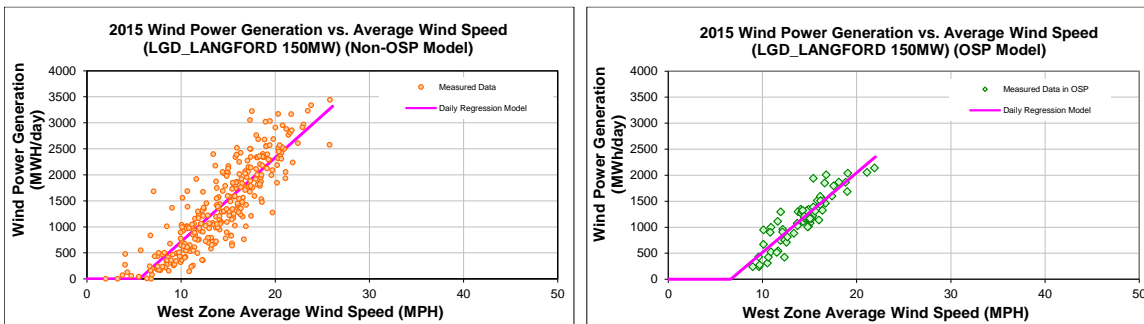 2015 Wind Power Generation vs. Average Wind Speed
(LGD_LANGFORD 150MW) (Non-OSP Model)
Wind Power Generation
(MWH/day)
4000
3500
3000
2500
2000
1500
1000
500
0
Measured Data
Daily Regression Model
0 10 20 30 40 50
West Zone Average Wind Speed (MPH)
2015 Wind Power Generation vs. Average Wind Speed
(LGD_LANGFORD 150MW) (OSP Model)
Wind Power Generation
(MWh/day)
4000
3500
3000
2500
2000
1500
1000
500
0
Measured Data in OSP
Daily Regression Model
0 10 20 30 40 50
West Zone Average Wind Speed (MPH)